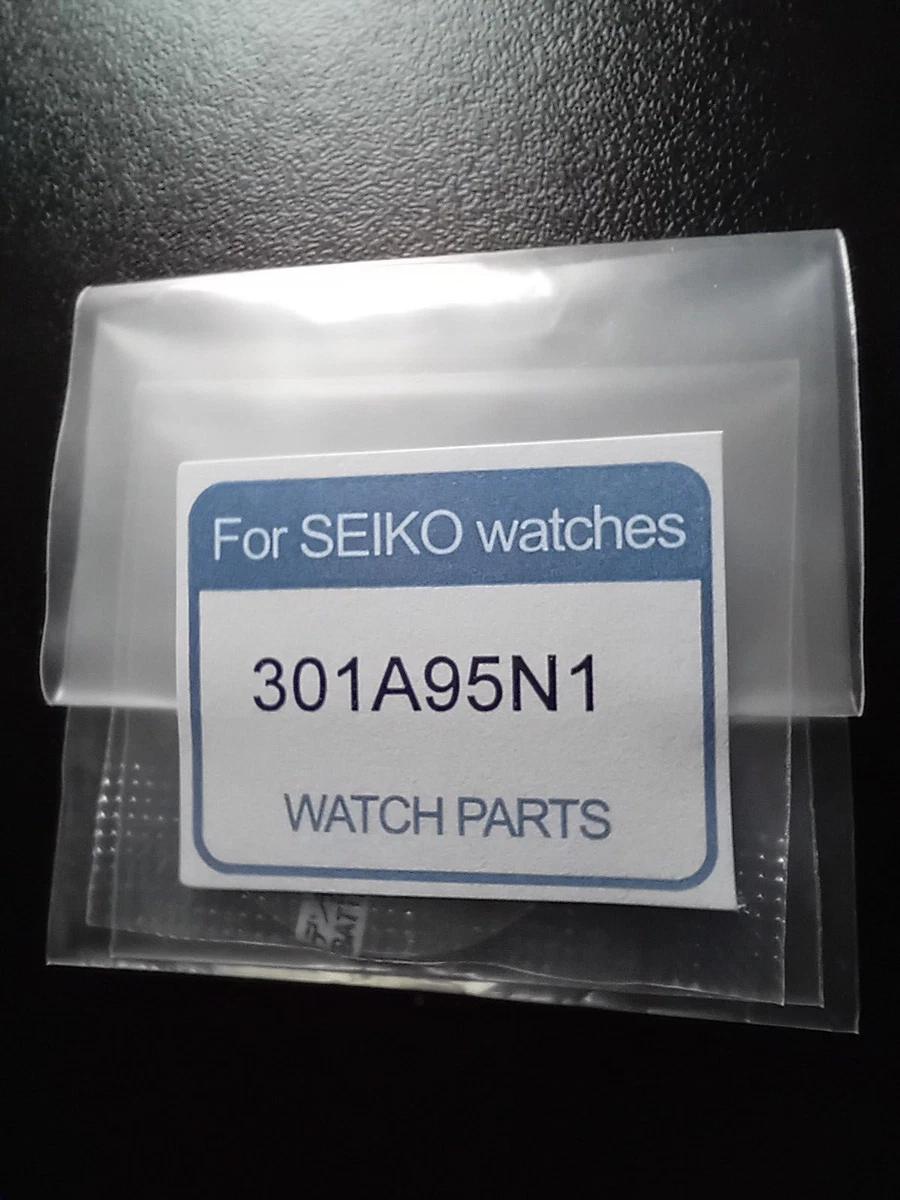 For SEIKO watches
301A95N1
WATCH PARTS